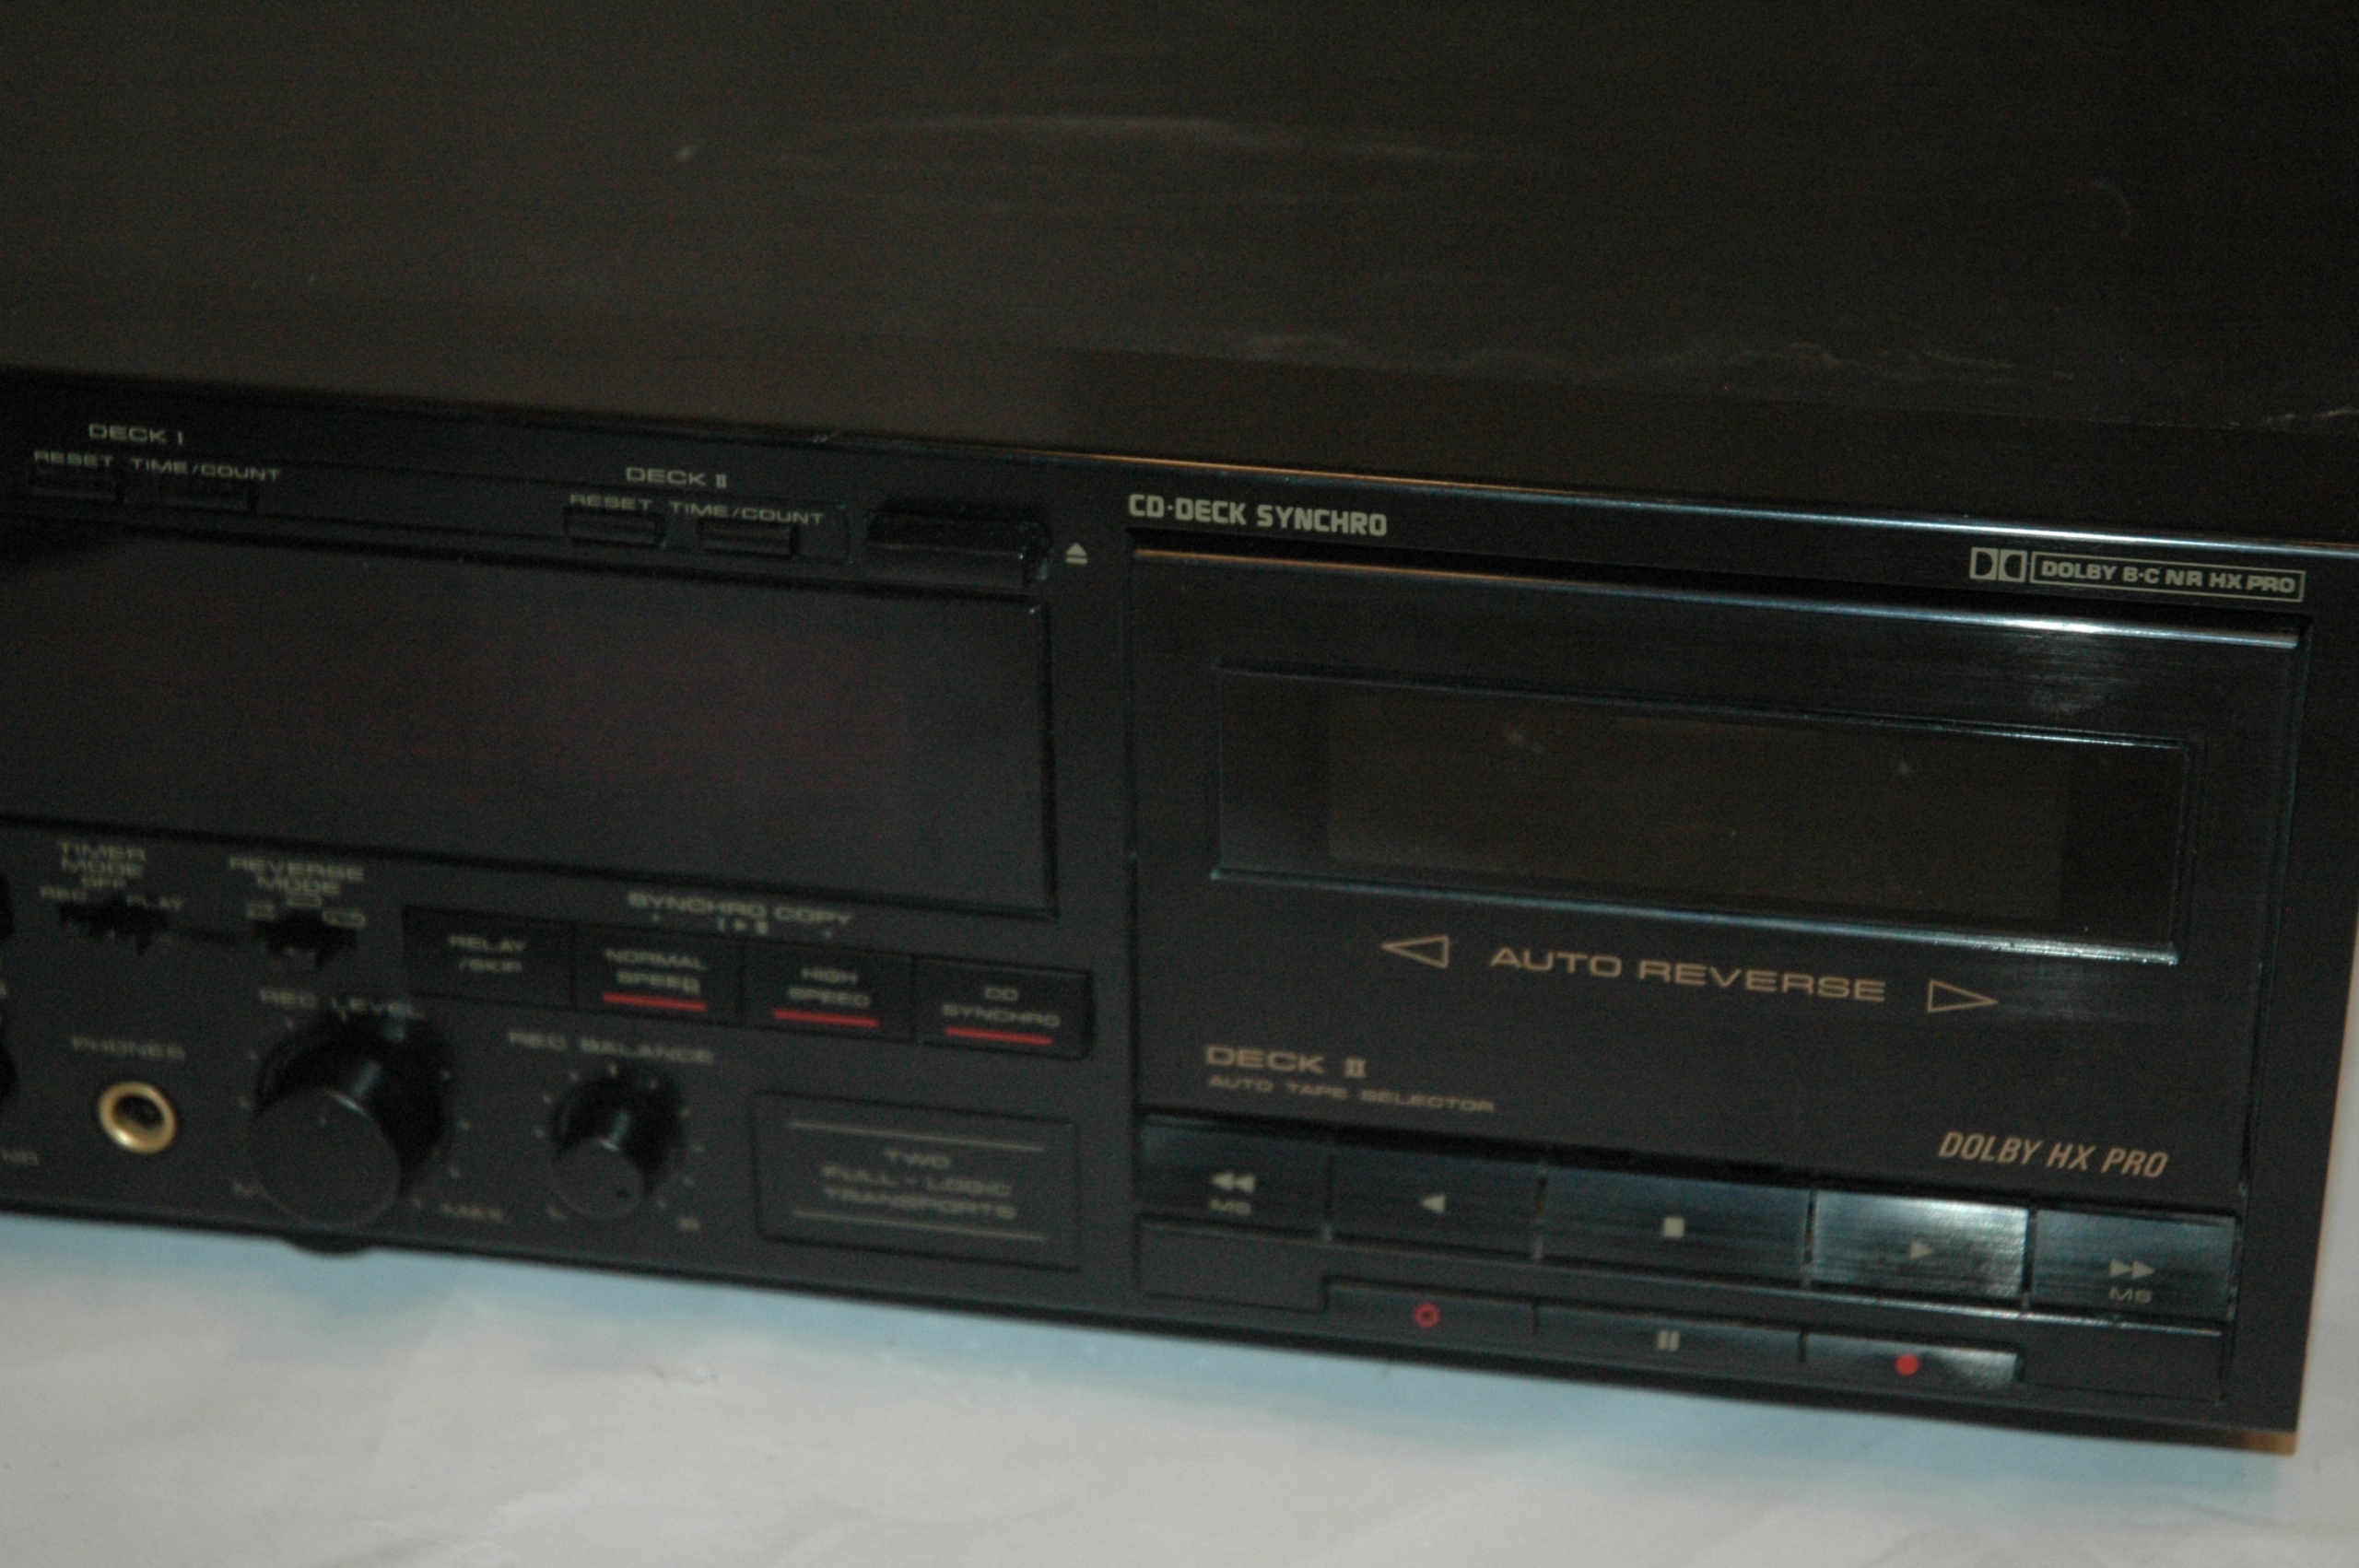 DECK I
RESET TIME/COUNT
DECK II
RESET TIME/COUNT
CD·DECK SYNCHRO
DOLBY B·C NR HX PRO
TIMER
MODE
OFF
REC PLAY
REVERSE
MODE
SYNCHRO COPY
RELAY
/SKIP
NORMAL
SPEED
HIGH
SPEED
CD
SYNCHRO
PHONES
REC LEVEL
MAX
REC BALANCE
R
TWO
FULL-LOGIC
TRANSPORTS
AUTO REVERSE
DECK II
AUTO TAPE SELECTOR
DOLBY HX PRO
MS
MS